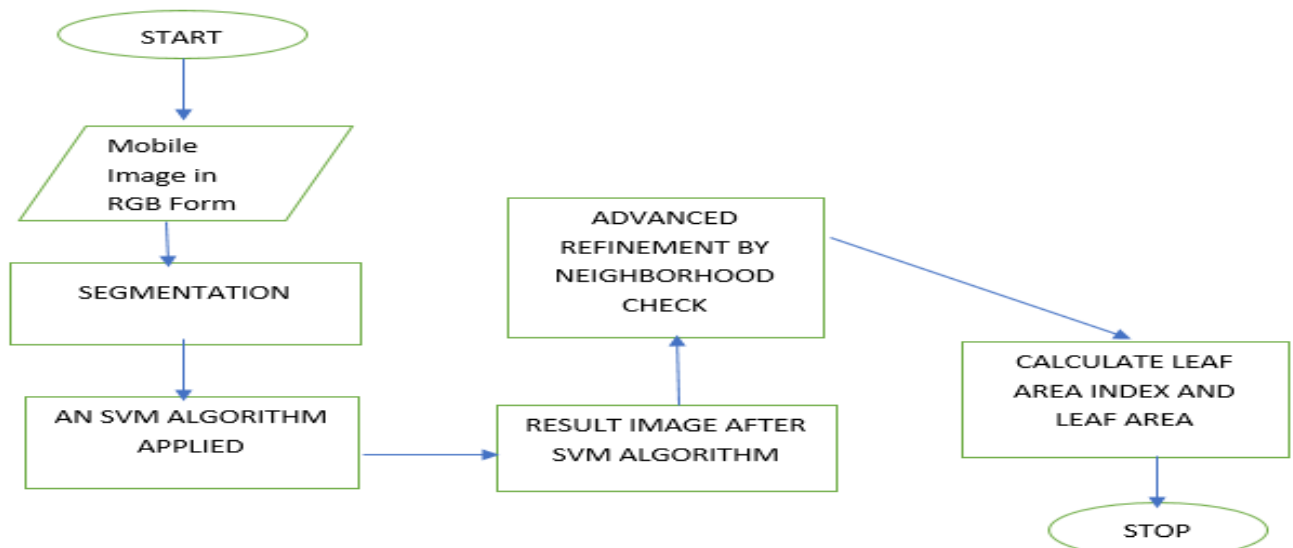 START
Mobile
Image in
RGB Form
SEGMENTATION
AN SVM ALGORITHM
APPLIED
RESULT IMAGE AFTER
SVM ALGORITHM
ADVANCED
REFINEMENT BY
NEIGHBORHOOD
CHECK
CALCULATE LEAF
AREA INDEX AND
LEAF AREA
STOP